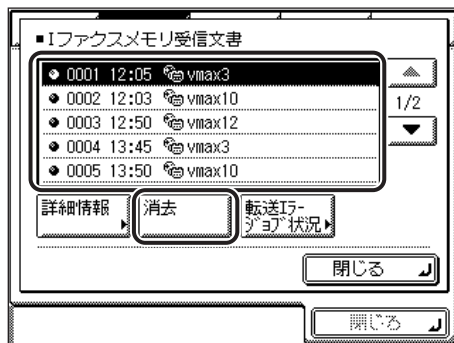 ■Iファクスメモリ受信文書
0001 12:05 vmax3
0002 12:03 vmax10
0003 12:50 vmax12
0004 13:45 vmax3
0005 13:50 vmax10
1/2
詳細情報
消去
転送エラー
ジョブ状況
閉じる
閉じる